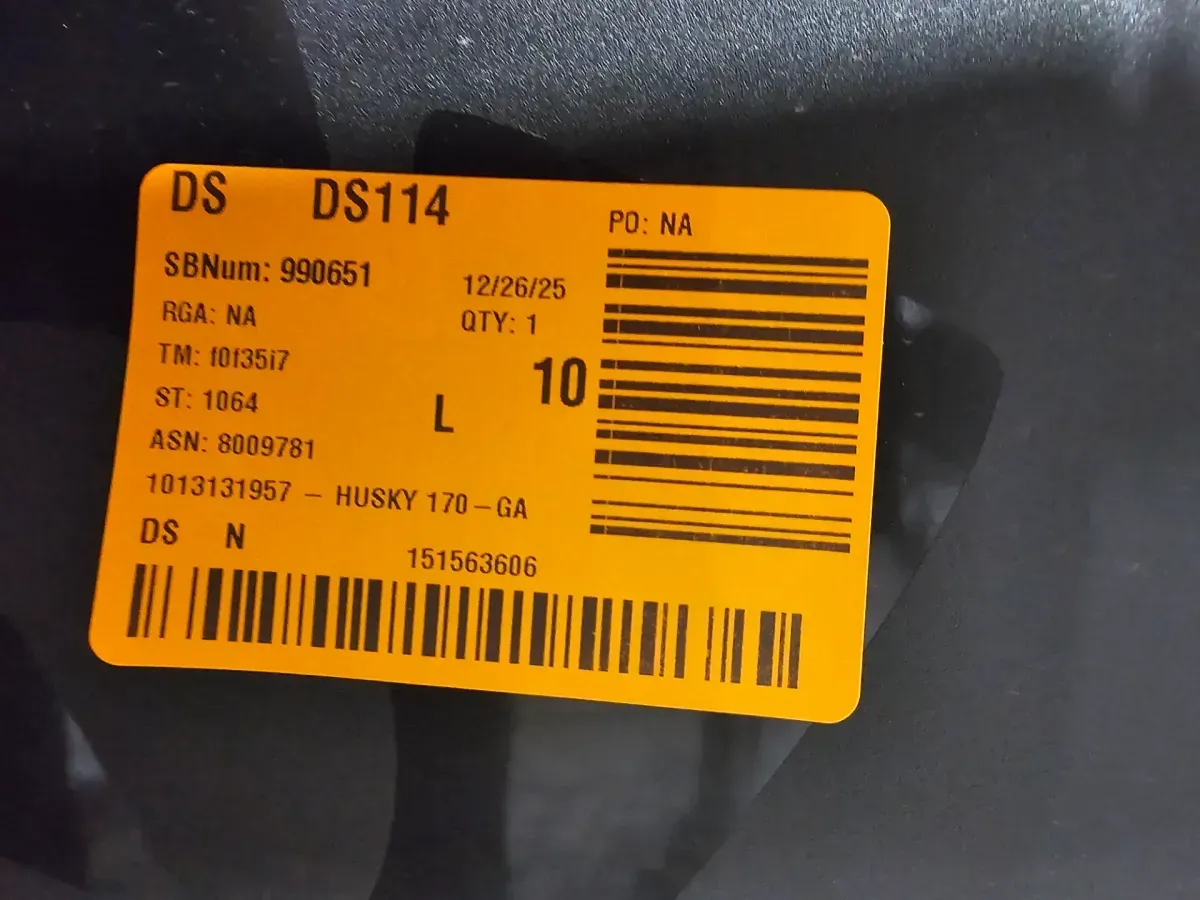 DS DS114
PO: NA
SBNum: 990651
12/26/25
RGA: NA
QTY: 1
TM: f0f35i7
10
ST: 1064
L
ASN: 8009781
1013131957 – HUSKY 170–GA
DS N
151563606